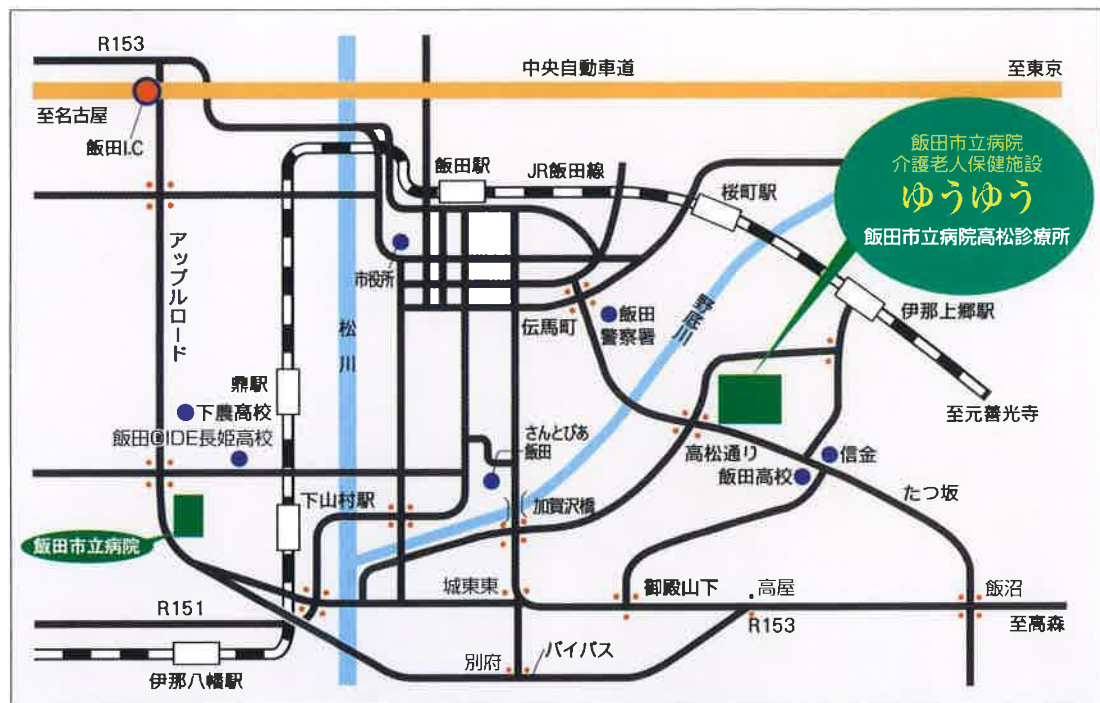 R153
中央自動車道
至東京
至名古屋
飯田I.C
飯田市立病院
介護老人保健施設
ゆうゆう
飯田市立病院高松診療所
飯田駅
JR飯田線
桜町駅
アップルロード
市役所
松川
伝馬町
飯田
警察署
野底川
伊那上郷駅
鼎駅
下農高校
飯田OIDE長姫高校
さんとぴあ
飯田
高松通り
飯田高校
信金
至元善光寺
たつ坂
下山村駅
加賀沢橋
飯田市立病院
城東東
御殿山下
高屋
飯沼
R151
R153
至高森
別府
バイパス
伊那八幡駅